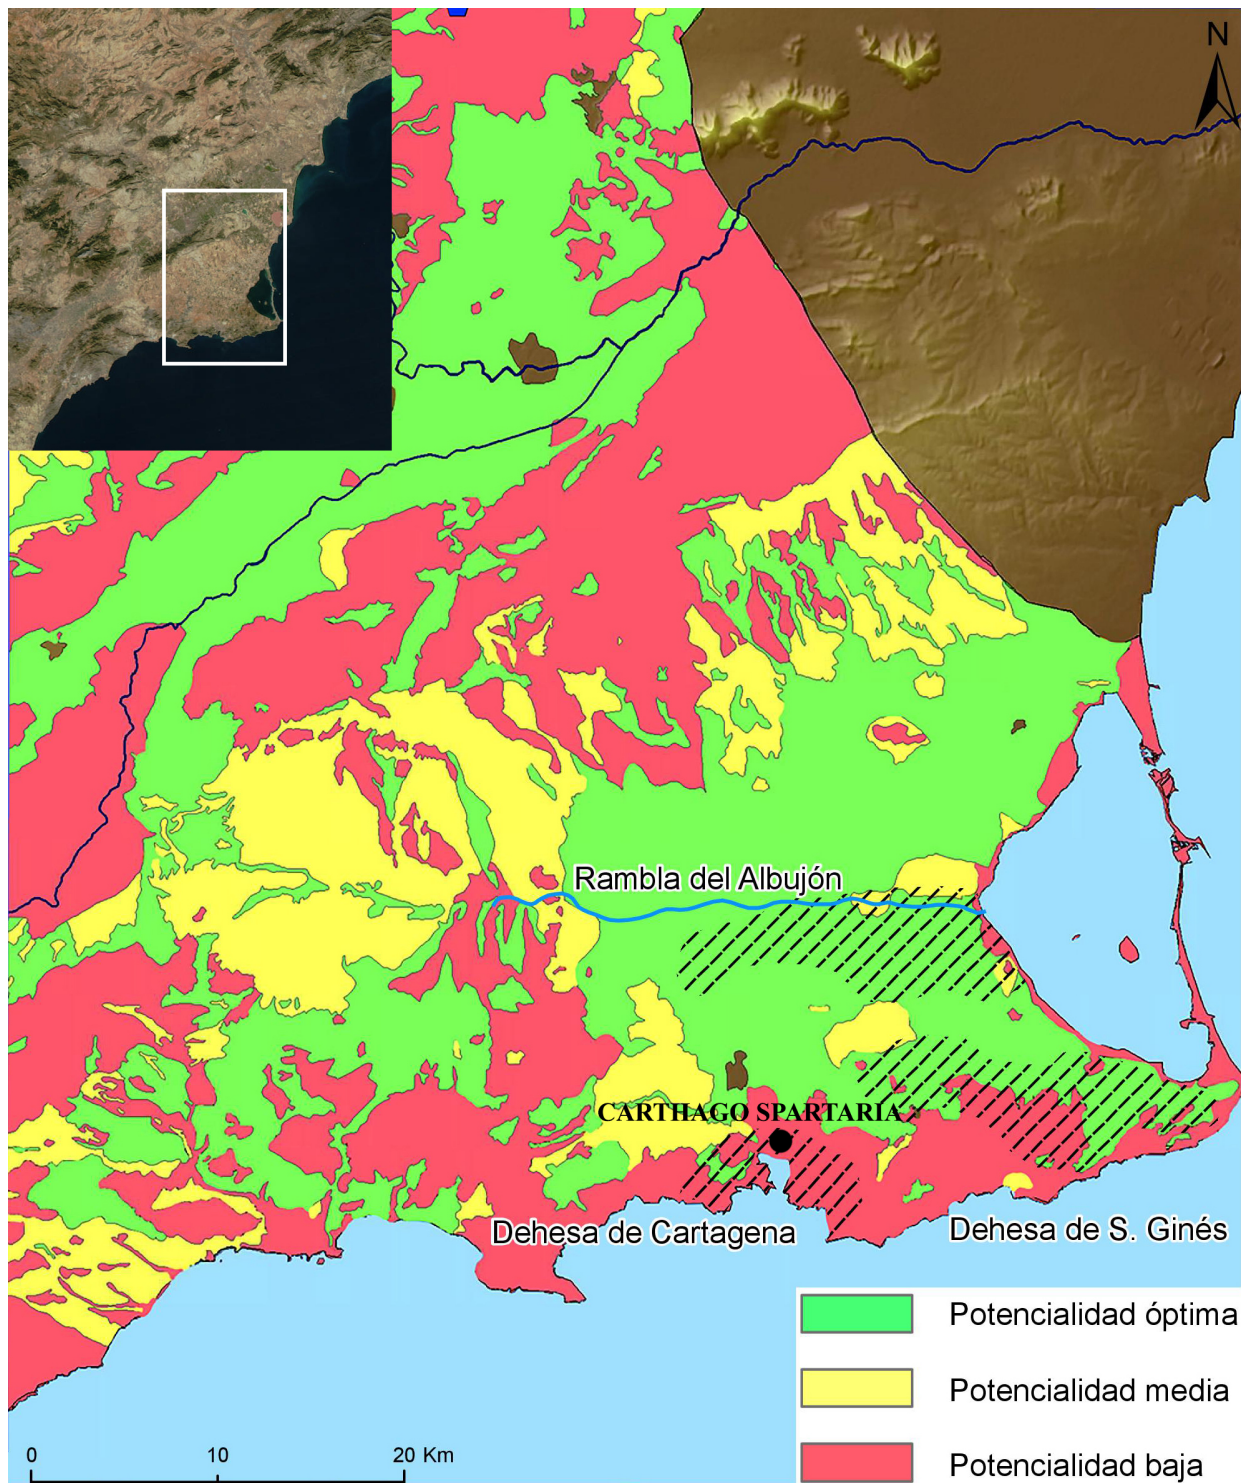 N
Rambla del Albujón
CARTHAGO SPARTARIA
Dehesa de Cartagena
Dehesa de S. Ginés
Potencialidad óptima
Potencialidad media
Potencialidad baja
0 10 20 Km